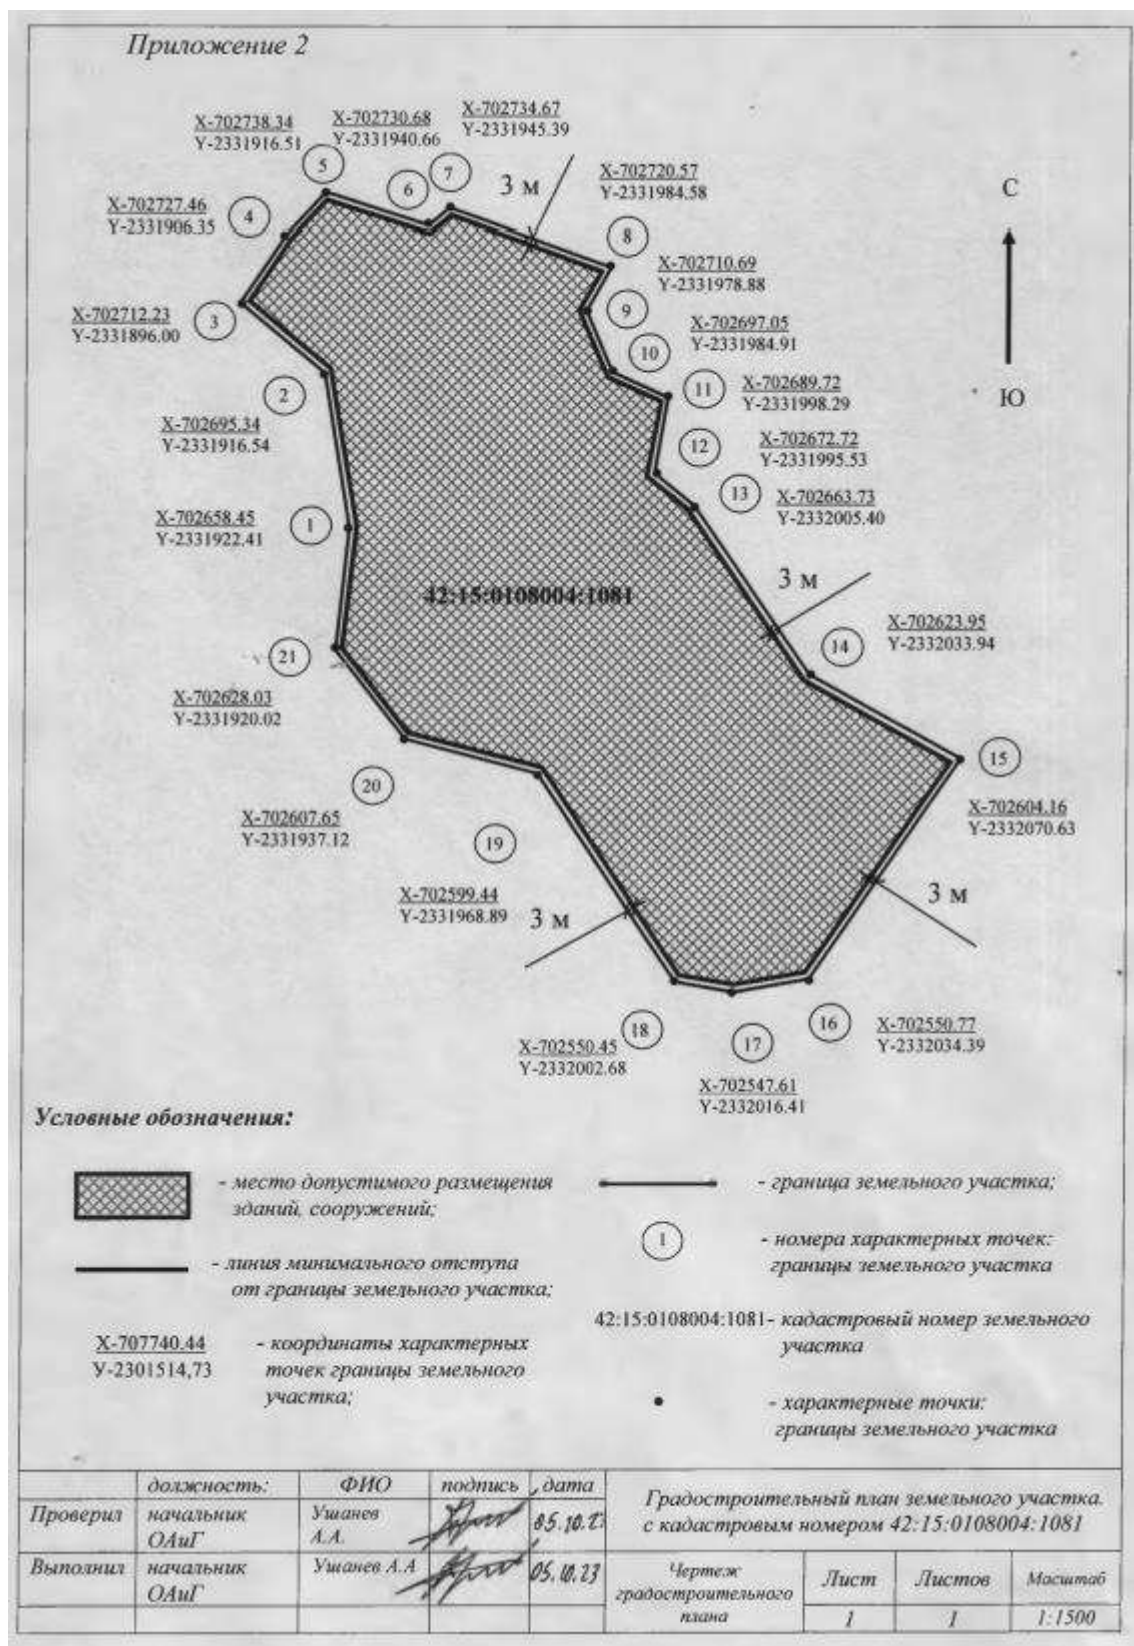 Приложение 2
X-702738.34
Y-2331916.51
X-702730.68
Y-2331940.66
X-702734.67
Y-2331945.39
5
6
7
3 м
X-702720.57
Y-2331984.58
С
X-702727.46
Y-2331906.35
4
8
X-702710.69
Y-2331978.88
X-702712.23
Y-2331896.00
3
9
X-702697.05
Y-2331984.91
10
2
11
X-702689.72
Y-2331998.29
Ю
X-702695.34
Y-2331916.54
12
X-702672.72
Y-2331995.53
13
X-702663.73
Y-2332005.40
X-702658.45
Y-2331922.41
1
3 м
42:15:0108004:1081
X-702623.95
Y-2332033.94
14
21
X-702628.03
Y-2331920.02
15
20
X-702607.65
Y-2331937.12
X-702604.16
Y-2332070.63
19
X-702599.44
Y-2331968.89
3 м
3 м
18
X-702550.45
Y-2332002.68
17
X-702547.61
Y-2332016.41
16
X-702550.77
Y-2332034.39
Условные обозначения:
- место допустимого размещения
зданий, сооружений;
- граница земельного участка;
- линия минимального отступа
от границы земельного участка;
1
- номера характерных точек:
границы земельного участка
42:15:0108004:1081- кадастровый номер земельного
участка
X-707740.44
У-2301514,73
- координаты характерных
точек границы земельного
участка;
- характерные точки:
границы земельного участка
должность: ФИО подпись дата
Проверил начальник ОАиГ Ушанев А.А. 05.10.23
Выполнил начальник ОАиГ Ушанев А.А 05.10.23
Градостроительный план земельного участка.
с кадастровым номером 42:15:0108004:1081
Чертеж
градостроительного
плана
Лист Листов Масштаб
1 1 1:1500